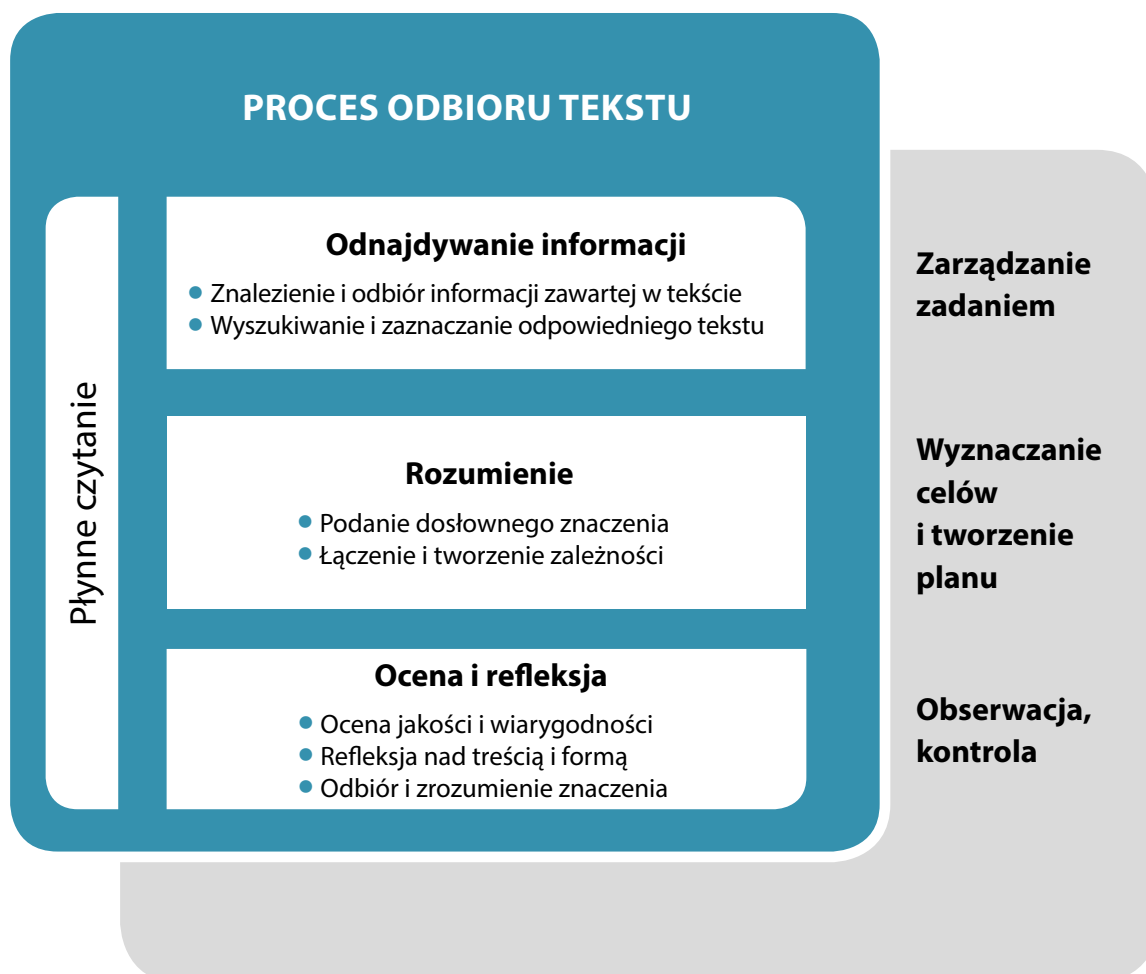 PROCES ODBIORU TEKSTU
Płynne czytanie
Odnajdywanie informacji
• Znalezienie i odbiór informacji zawartej w tekście
• Wyszukiwanie i zaznaczanie odpowiedniego tekstu
Rozumienie
• Podanie dosłownego znaczenia
• Łączenie i tworzenie zależności
Ocena i refleksja
• Ocena jakości i wiarygodności
• Refleksja nad treścią i formą
• Odbiór i zrozumienie znaczenia
Zarządzanie
zadaniem
Wyznaczanie
celów
i tworzenie
planu
Obserwacja,
kontrola